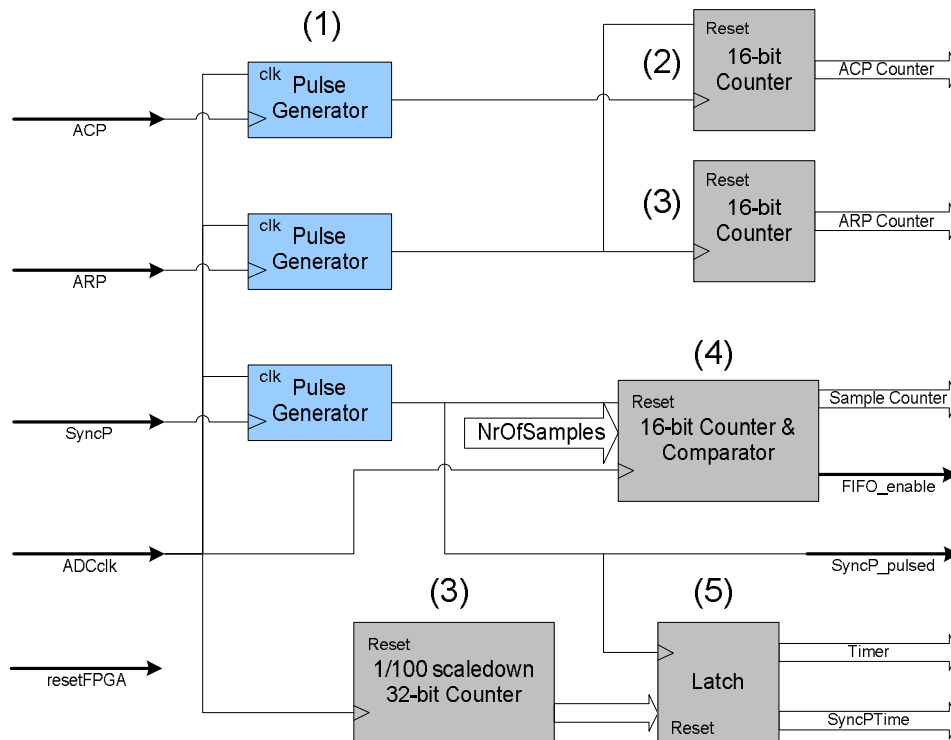 (1)
Reset
16-bit
Counter
(2)
ACP Counter
clk
Pulse
Generator
ACP
Reset
16-bit
Counter
(3)
ARP Counter
clk
Pulse
Generator
ARP
(4)
clk
Pulse
Generator
SyncP
NrOfSamples
Reset
16-bit Counter &
Comparator
Sample Counter
FIFO_enable
ADCclk
SyncP_pulsed
(3)
(5)
resetFPGA
Reset
1/100 scaledown
32-bit Counter
Latch
Reset
Timer
SyncPTime